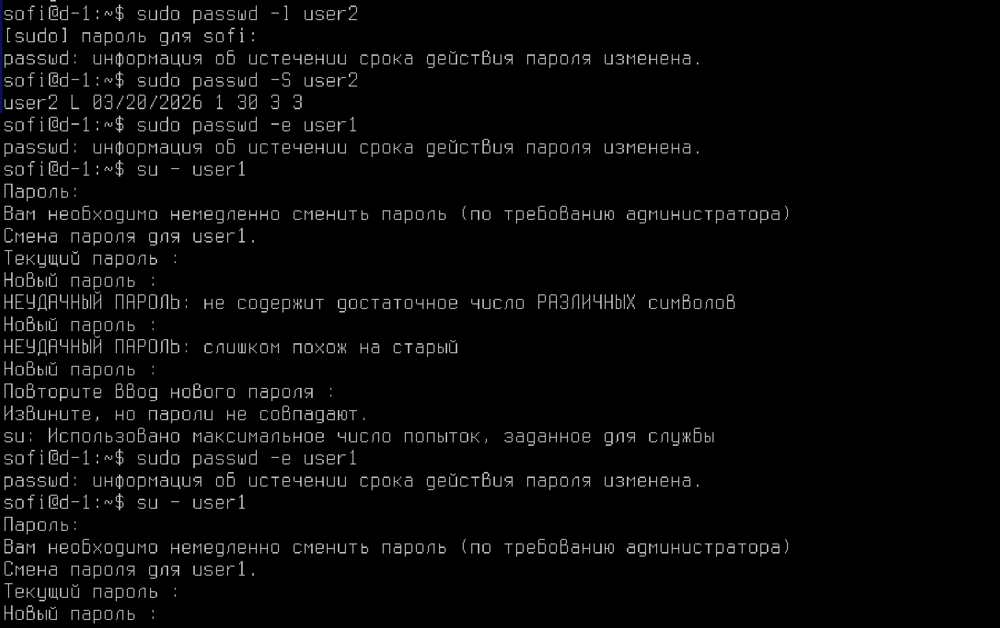 sofi@d-1:~$ sudo passwd -l user2
[sudo] пароль для sofi:
passwd: информация об истечении срока действия пароля изменена.
sofi@d-1:~$ sudo passwd -S user2
user2 L 03/20/2026 1 30 3 3
sofi@d-1:~$ sudo passwd -e user1
passwd: информация об истечении срока действия пароля изменена.
sofi@d-1:~$ su - user1
Пароль:
Вам необходимо немедленно сменить пароль (по требованию администратора)
Смена пароля для user1.
Текущий пароль :
Новый пароль :
НЕУДАЧНЫЙ ПАРОЛЬ: не содержит достаточное число РАЗЛИЧНЫХ символов
Новый пароль :
НЕУДАЧНЫЙ ПАРОЛЬ: слишком похож на старый
Новый пароль :
Повторите ввод нового пароля :
Извините, но пароли не совпадают.
su: Использовано максимальное число попыток, заданное для службы
sofi@d-1:~$ sudo passwd -e user1
passwd: информация об истечении срока действия пароля изменена.
sofi@d-1:~$ su - user1
Пароль:
Вам необходимо немедленно сменить пароль (по требованию администратора)
Смена пароля для user1.
Текущий пароль :
Новый пароль :